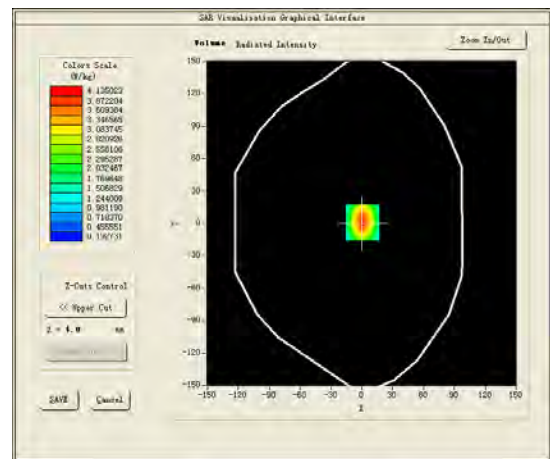 SAR Visualisation Graphical Interface
Volume Radiated Intensity
Zoom In/Out
Colors Scale
(W/kg)
4.135023
3.872204
3.609384
3.346565
3.083745
2.820926
2.558106
2.295287
2.032467
1.769648
1.506829
1.244009
0.981190
0.718370
0.455551
0.192731
150
90
60
30
0
-30
-60
-90
-120
-150
-150 -120 -90 -60 -30 0 30 60 90 120 150
X
Z-Cuts Control
<< Upper Cut
Z = 4.0 mm
SAVE
Cancel